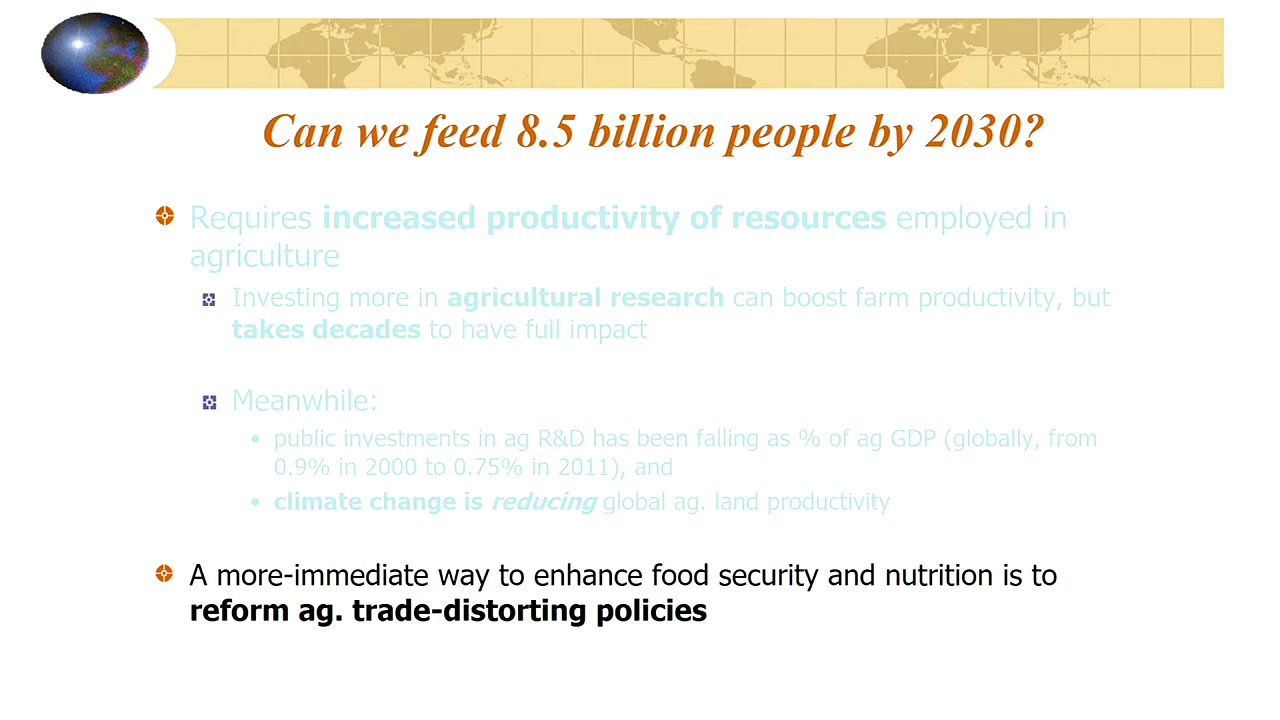 Can we feed 8.5 billion people by 2030?
Requires increased productivity of resources employed in
agriculture
Investing more in agricultural research can boost farm productivity, but
takes decades to have full impact
Meanwhile:
• public investments in ag R&D has been falling as % of ag GDP (globally, from
0.9% in 2000 to 0.75% in 2011), and
• climate change is reducing global ag. land productivity
A more-immediate way to enhance food security and nutrition is to
reform ag. trade-distorting policies